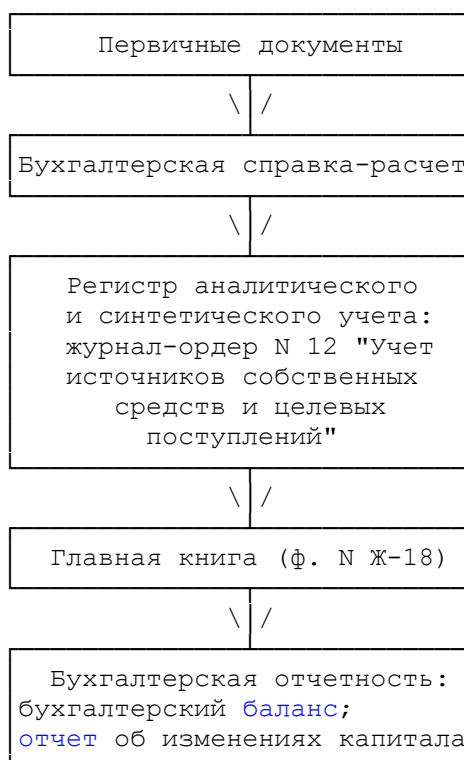 Первичные документы
Бухгалтерская справка-расчет
Регистр аналитического
и синтетического учета:
журнал-ордер N 12 "Учет
источников собственных
средств и целевых
поступлений"
Главная книга (ф. N Ж-18)
Бухгалтерская отчетность:
бухгалтерский баланс;
отчет об изменениях капитала